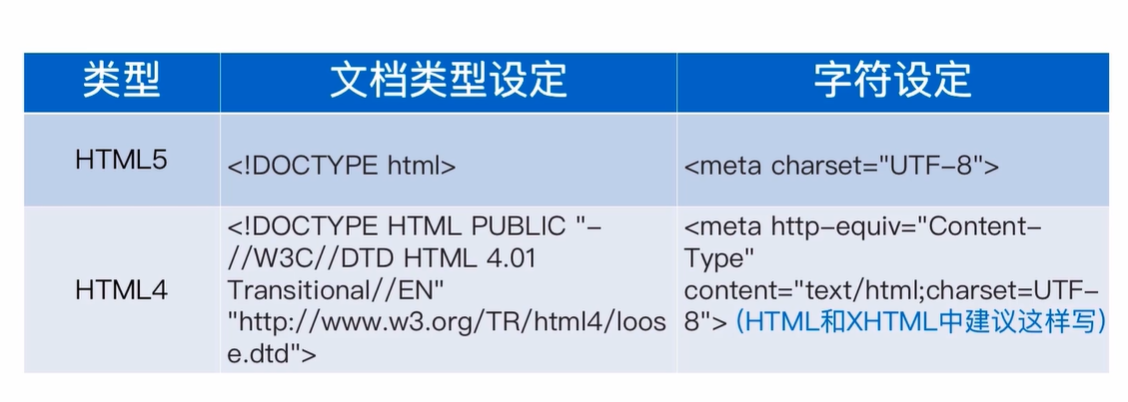 类型 文档类型设定 字符设定
HTML5 <!DOCTYPE html> <meta charset="UTF-8">
HTML4
<!DOCTYPE HTML PUBLIC "-
//W3C//DTD HTML 4.01
Transitional//EN"
"http://www.w3.org/TR/html4/loos
e.dtd">
<meta http-equiv="Content-
Type"
content="text/html;charset=UTF-
8"> (HTML和XHTML中建议这样写)